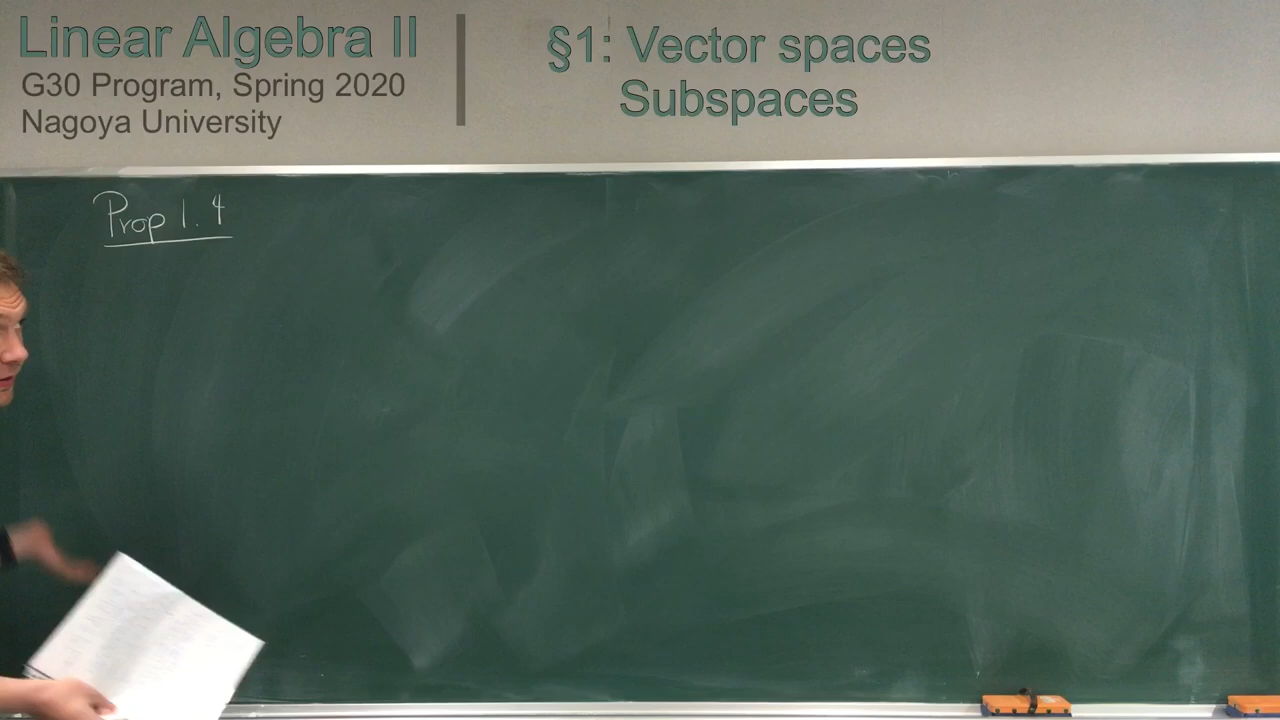 Linear Algebra II
G30 Program, Spring 2020
Nagoya University
§1: Vector spaces
Subspaces
Prop 1.4